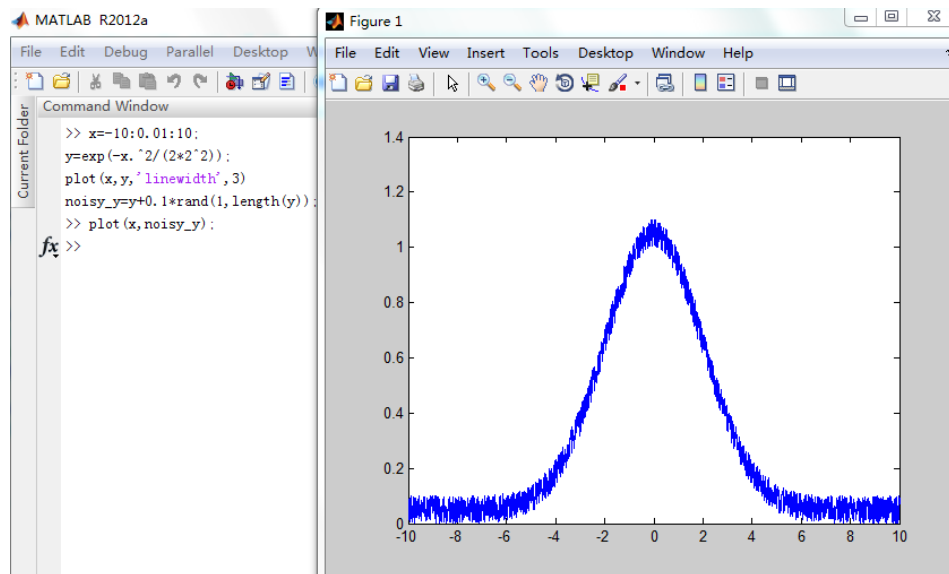 MATLAB R2012a
File Edit Debug Parallel Desktop W
Current Folder
Command Window
>> x=-10:0.01:10;
y=exp(-x.^2/(2*2^2));
plot(x,y,'linewidth',3)
noisy_y=y+0.1*rand(1,length(y));
>> plot(x,noisy_y);
fx >>
Figure 1
File Edit View Insert Tools Desktop Window Help
1.4
1.2
1
0.8
0.6
0.4
0.2
0
-10 -8 -6 -4 -2 0 2 4 6 8 10